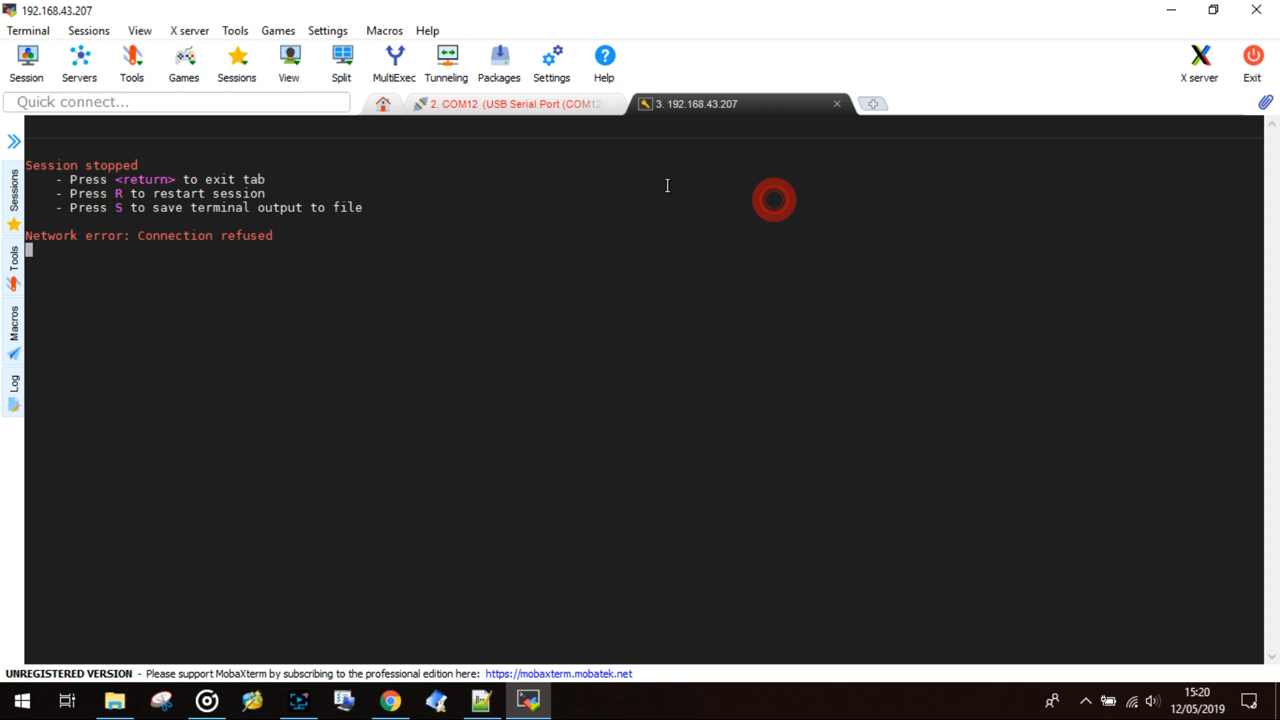 192.168.43.207
Terminal Sessions View X server Tools Games Settings Macros Help
Session Servers Tools Games Sessions View Split MultiExec Tunneling Packages Settings Help X server Exit
Quick connect...
2. COM12 (USB Serial Port (COM12
3. 192.168.43.207
Sessions
Tools
Macros
Log
Session stopped
- Press <return> to exit tab
- Press R to restart session
- Press S to save terminal output to file
Network error: Connection refused
UNREGISTERED VERSION - Please support MobaXterm by subscribing to the professional edition here: https://mobaxterm.mobatek.net
15:20
12/05/2019